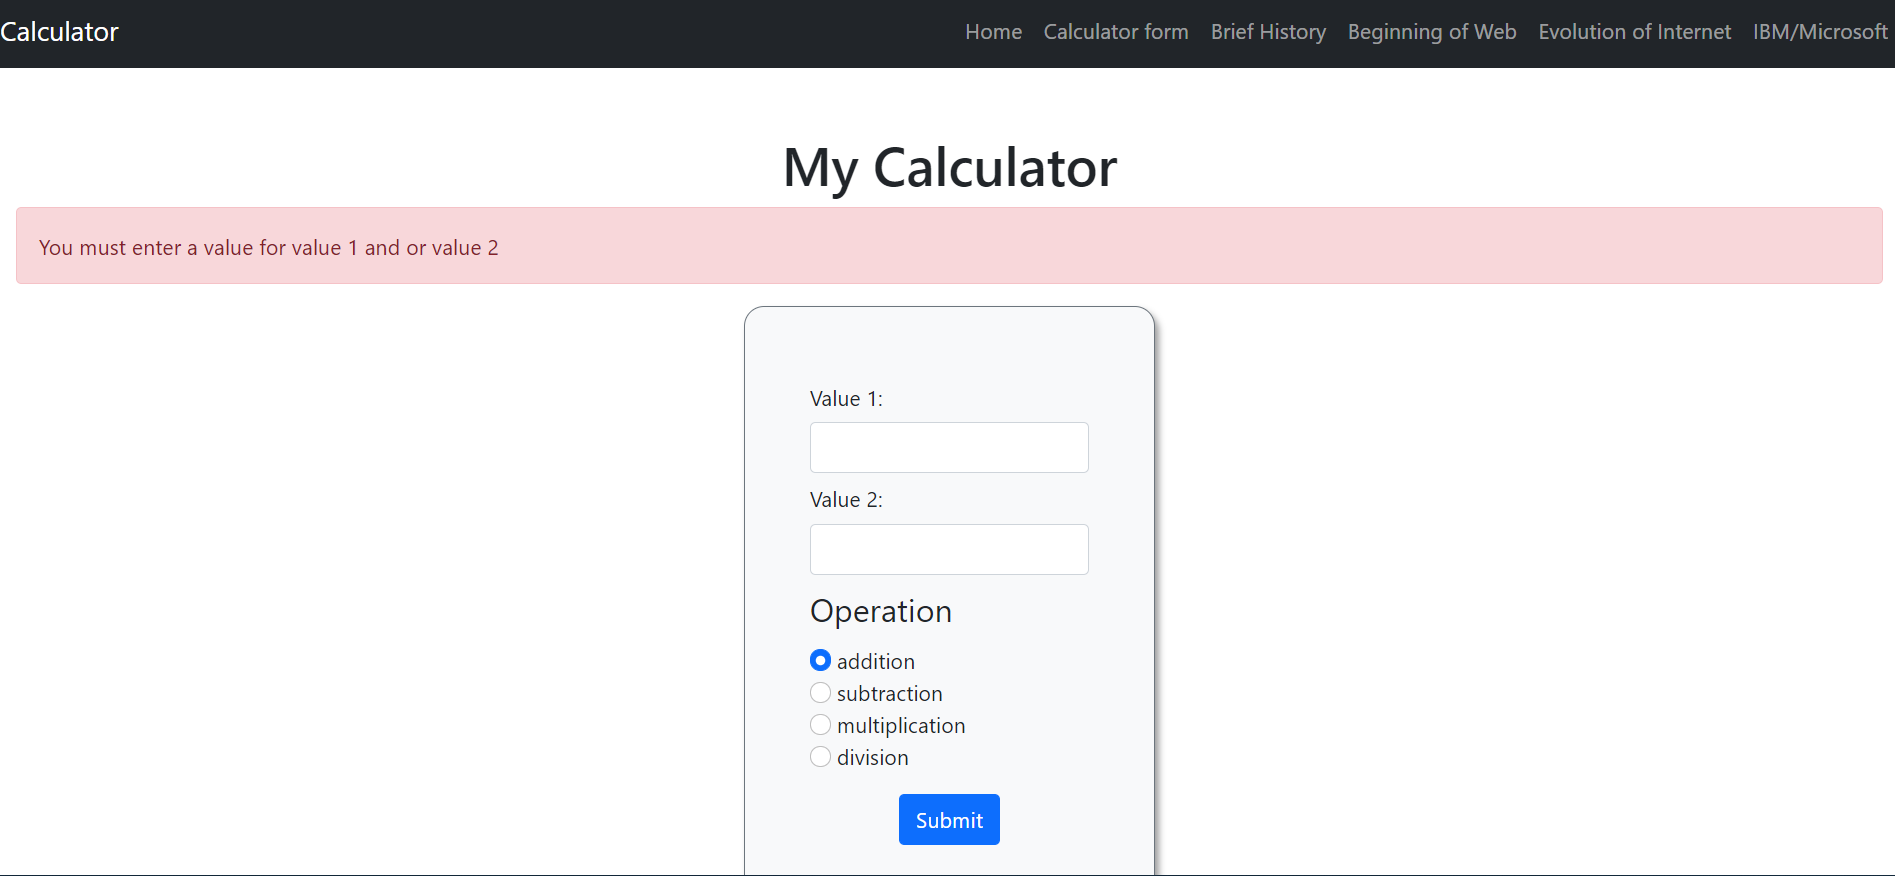 Calculator Home Calculator form Brief History Beginning of Web Evolution of Internet IBM/Microsoft
My Calculator
You must enter a value for value 1 and or value 2
Value 1:
Value 2:
Operation
addition
subtraction
multiplication
division
Submit